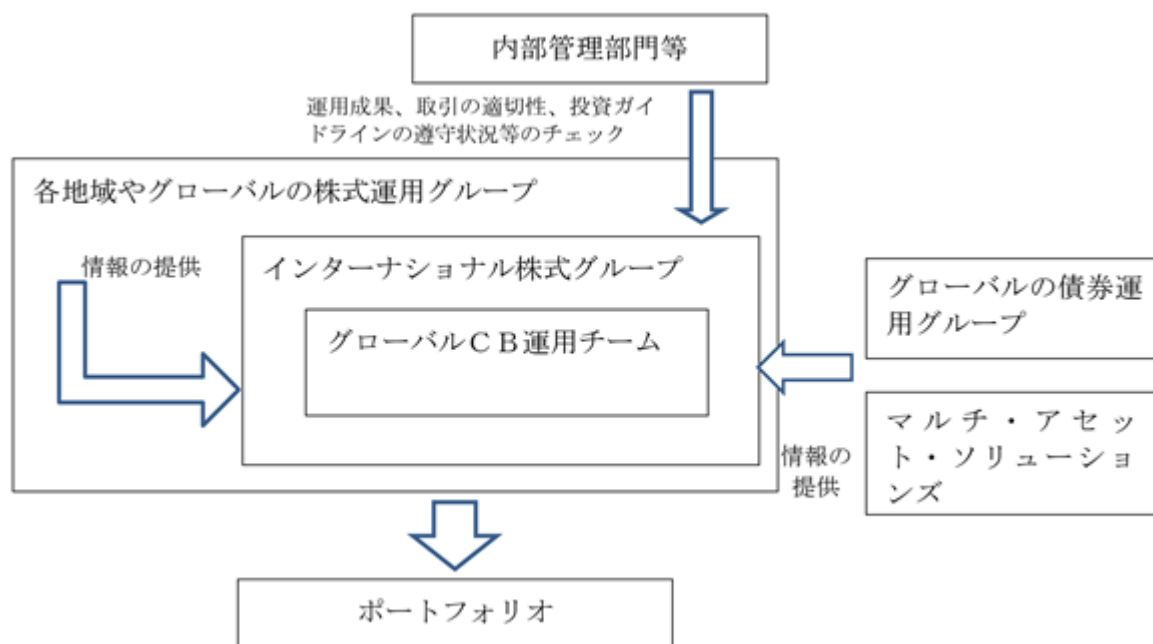 内部管理部門等
運用成果、取引の適切性、投資ガイ
ドラインの遵守状況等のチェック
各地域やグローバルの株式運用グループ
情報の提供
インターナショナル株式グループ
グローバルＣＢ運用チーム
グローバルの債券運
用グループ
マルチ・アセッ
ト・ソリューショ
ンズ
情報の
提供
ポートフォリオ